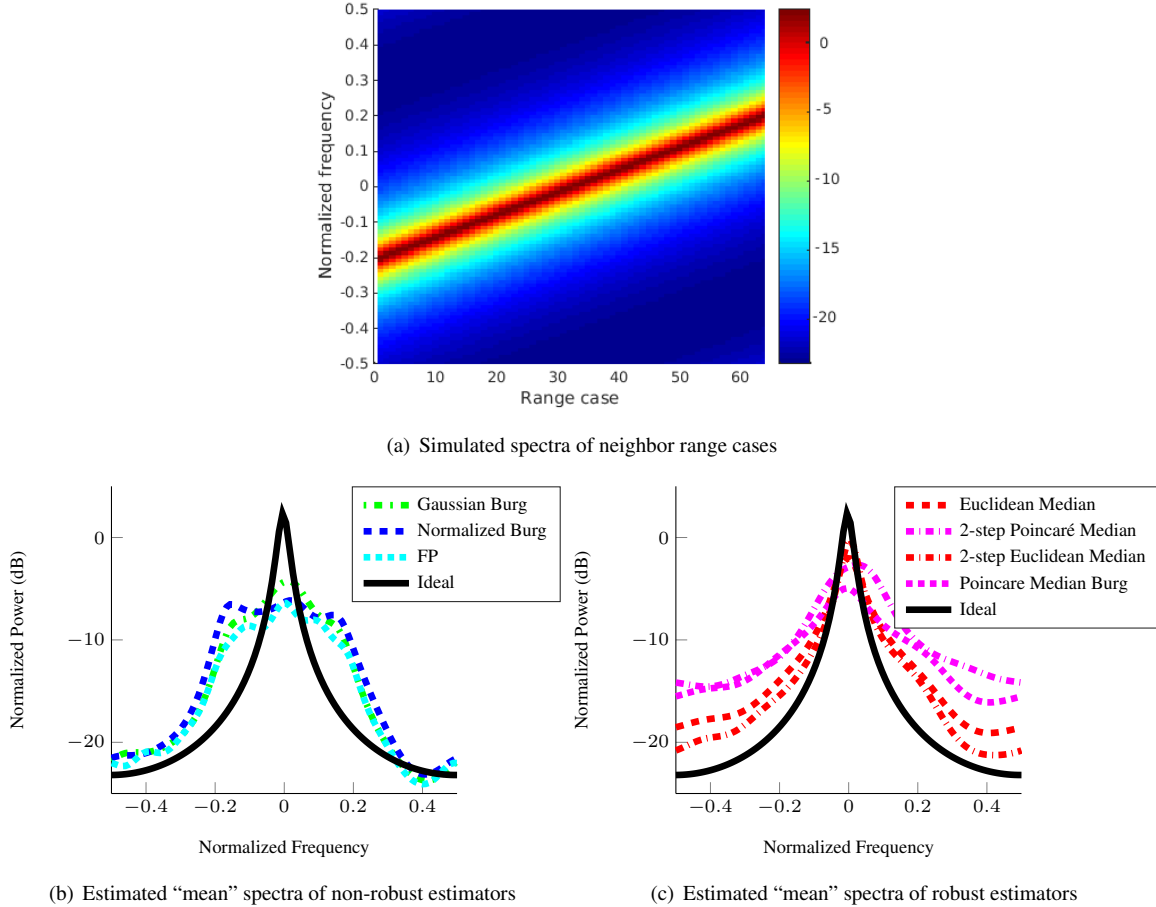 0.5
0.4
0.3
0.2
0.1
0
-0.1
-0.2
-0.3
-0.4
-0.5
Normalized frequency
0 10 20 30 40 50 60
Range case
0
-5
-10
-15
-20
(a) Simulated spectra of neighbor range cases
Gaussian Burg
Normalized Burg
FP
Ideal
0
−10
−20
Normalized Power (dB)
−0.4 −0.2 0 0.2 0.4
Normalized Frequency
(b) Estimated “mean” spectra of non-robust estimators
Euclidean Median
2-step Poincaré Median
2-step Euclidean Median
Poincare Median Burg
Ideal
0
−10
−20
Normalized Power (dB)
−0.4 −0.2 0 0.2 0.4
Normalized Frequency
(c) Estimated “mean” spectra of robust estimators